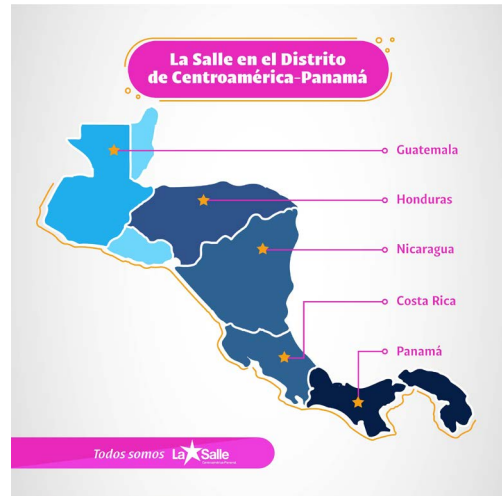 La Salle en el Distrito
de Centroamérica-Panamá
Guatemala
Honduras
Nicaragua
Costa Rica
Panamá
Todos somos La Salle